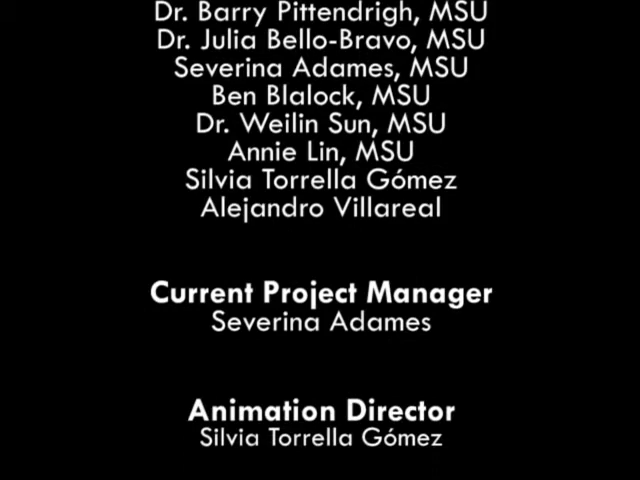 Dr. Barry Pittendrigh, MSU
Dr. Julia Bello-Bravo, MSU
Severina Adames, MSU
Ben Blalock, MSU
Dr. Weilin Sun, MSU
Annie Lin, MSU
Silvia Torrella Gómez
Alejandro Villareal
Current Project Manager
Severina Adames
Animation Director
Silvia Torrella Gómez